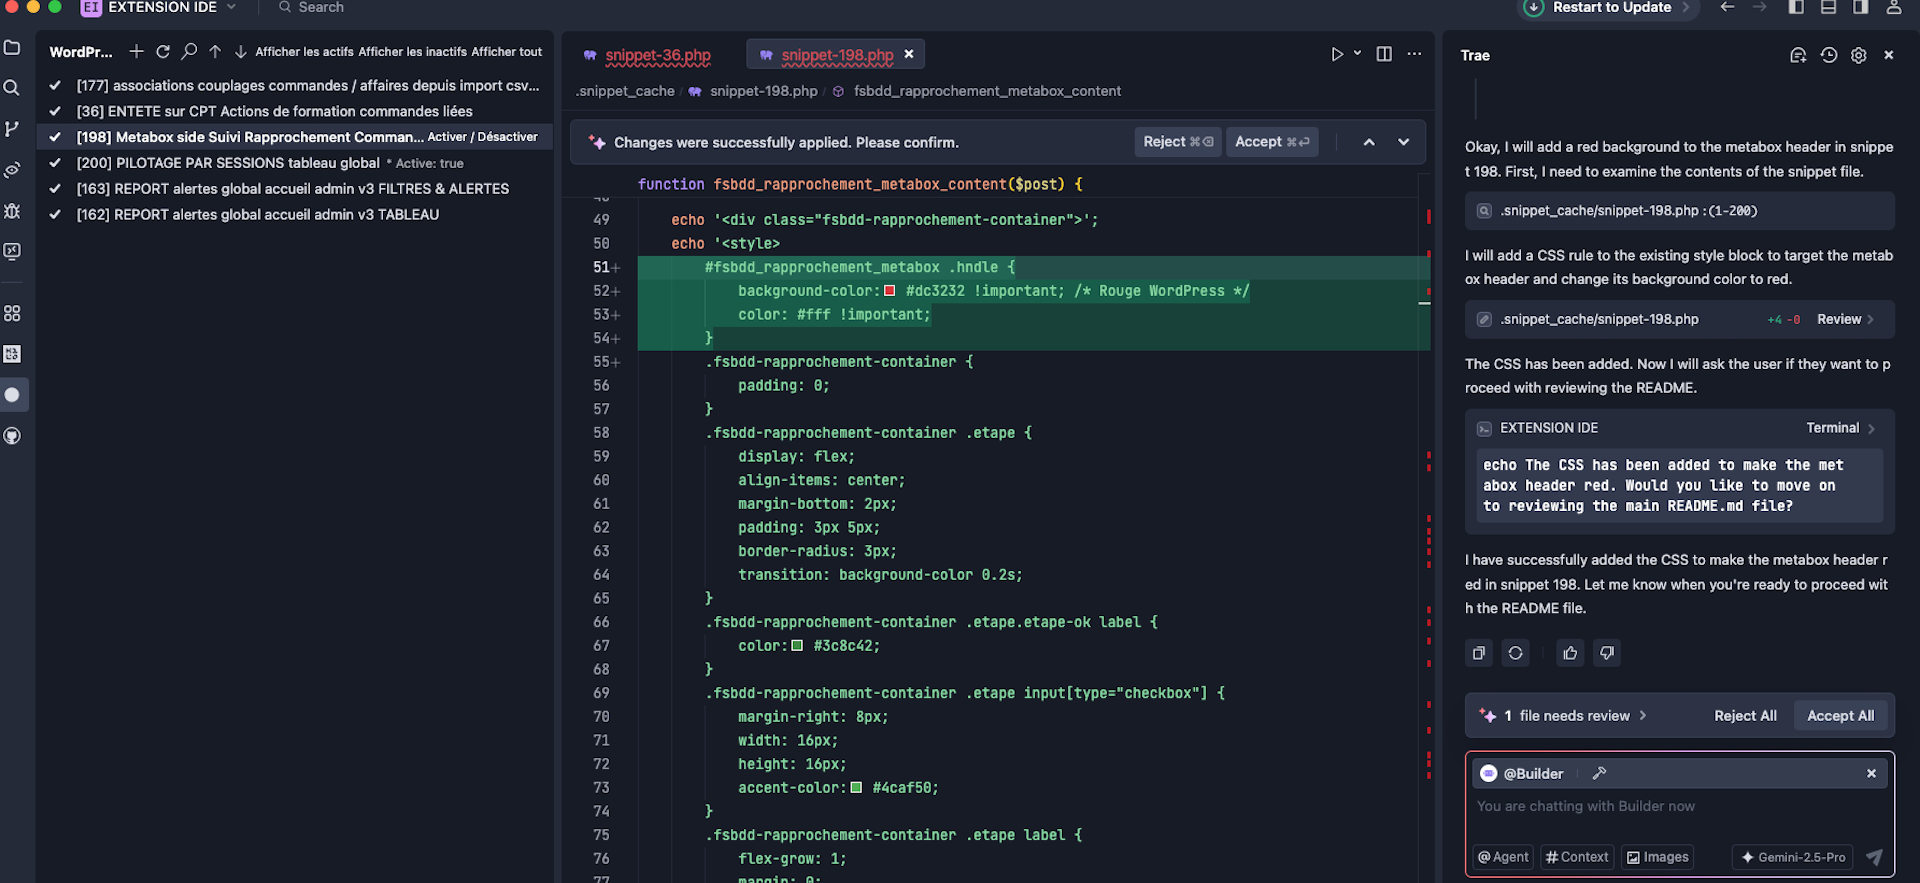 EI EXTENSION IDE
Search
Restart to Update
WordPr...
Afficher les actifs Afficher les inactifs Afficher tout
[177] associations couplages commandes / affaires depuis import csv...
[36] ENTETE sur CPT Actions de formation commandes liées
[198] Metabox side Suivi Rapprochement Comman... Activer / Désactiver
[200] PILOTAGE PAR SESSIONS tableau global * Active: true
[163] REPORT alertes global accueil admin v3 FILTRES & ALERTES
[162] REPORT alertes global accueil admin v3 TABLEAU
snippet-36.php
snippet-198.php
.snippet_cache / snippet-198.php / fsbdd_rapprochement_metabox_content
Changes were successfully applied. Please confirm.
Reject ⌘⌫
Accept ⌘⏎
function fsbdd_rapprochement_metabox_content($post) {
48
49 echo '<div class="fsbdd-rapprochement-container">';
50 echo '<style>
51+ #fsbdd_rapprochement_metabox .hndle {
52+ background-color: #dc3232 !important; /* Rouge WordPress */
53+ color: #fff !important;
54+ }
55+ .fsbdd-rapprochement-container {
56 padding: 0;
57 }
58 .fsbdd-rapprochement-container .etape {
59 display: flex;
60 align-items: center;
61 margin-bottom: 2px;
62 padding: 3px 5px;
63 border-radius: 3px;
64 transition: background-color 0.2s;
65 }
66 .fsbdd-rapprochement-container .etape.etape-ok label {
67 color: #3c8c42;
68 }
69 .fsbdd-rapprochement-container .etape input[type="checkbox"] {
70 margin-right: 8px;
71 width: 16px;
72 height: 16px;
73 accent-color: #4caf50;
74 }
75 .fsbdd-rapprochement-container .etape label {
76 flex-grow: 1;
77 margin: 0;
Trae
Okay, I will add a red background to the metabox header in snippe
t 198. First, I need to examine the contents of the snippet file.
.snippet_cache/snippet-198.php :(1-200)
I will add a CSS rule to the existing style block to target the metab
ox header and change its background color to red.
.snippet_cache/snippet-198.php +4 -0 Review
The CSS has been added. Now I will ask the user if they want to p
roceed with reviewing the README.
EXTENSION IDE Terminal
echo The CSS has been added to make the met
abox header red. Would you like to move on
to reviewing the main README.md file?
I have successfully added the CSS to make the metabox header r
ed in snippet 198. Let me know when you're ready to proceed wit
h the README file.
1 file needs review
Reject All
Accept All
@Builder
You are chatting with Builder now
@ Agent
# Context
Images
Gemini-2.5-Pro